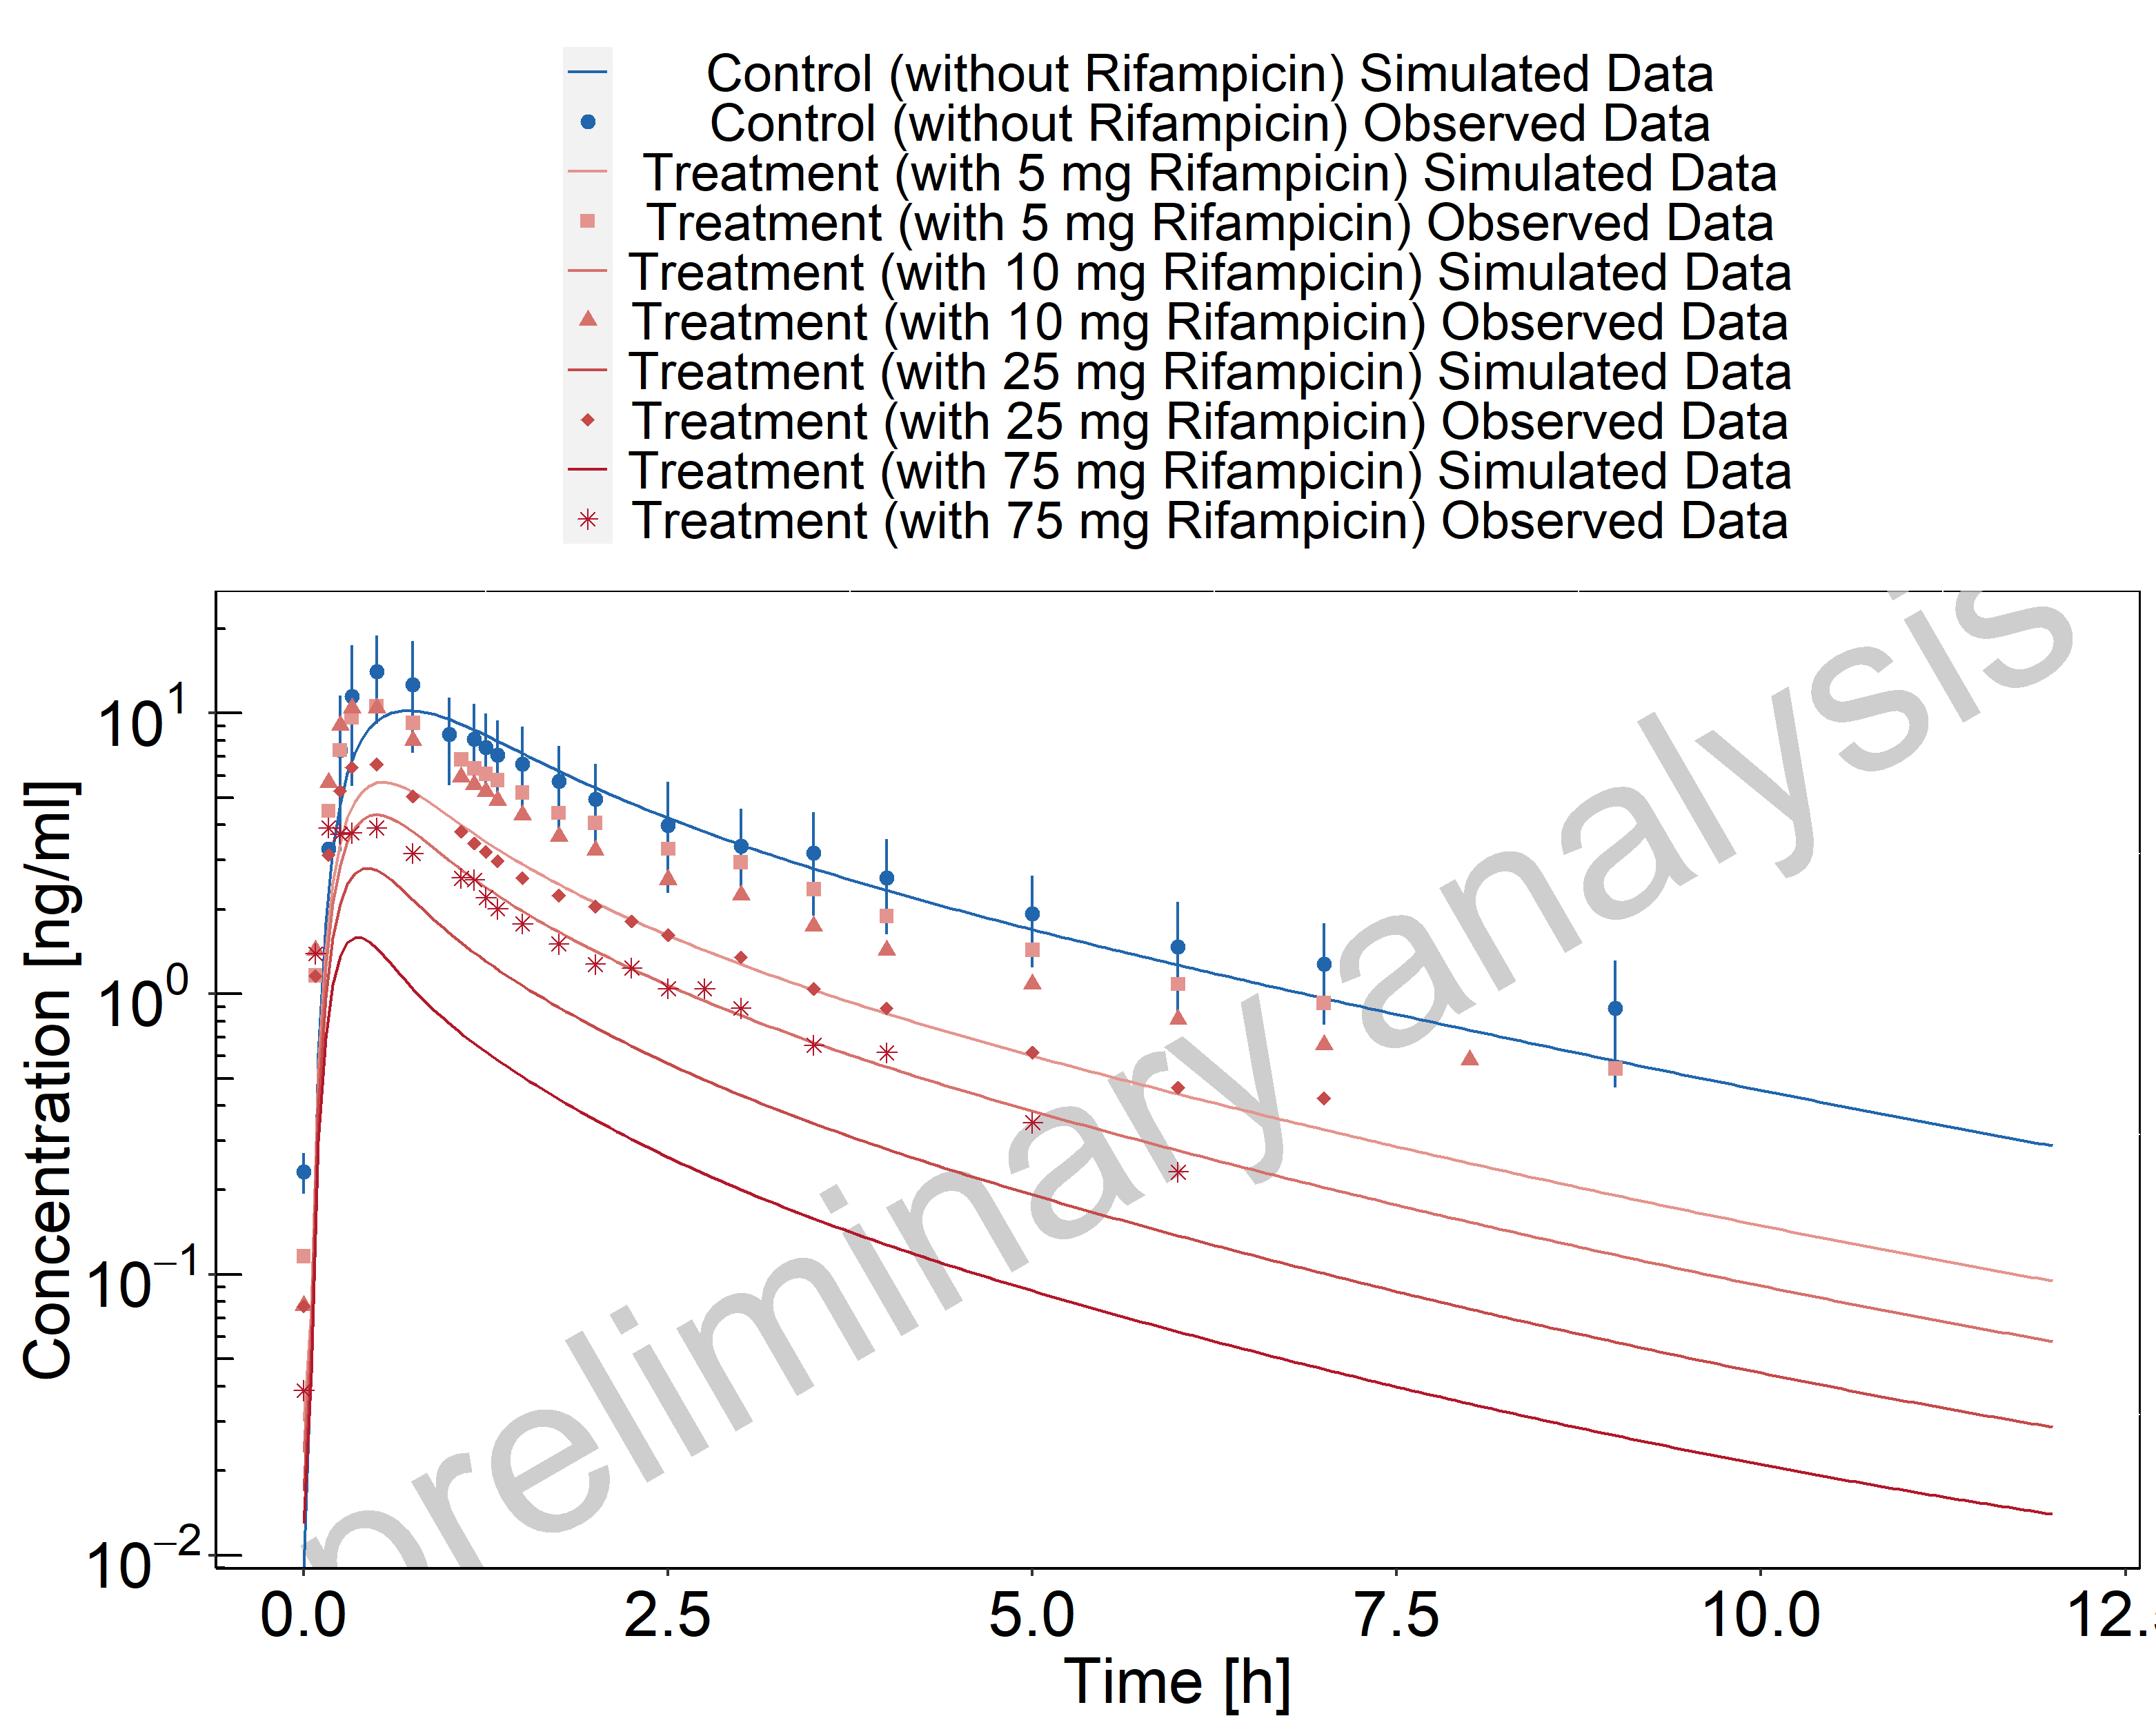 Control (without Rifampicin) Simulated Data
Control (without Rifampicin) Observed Data
Treatment (with 5 mg Rifampicin) Simulated Data
Treatment (with 5 mg Rifampicin) Observed Data
Treatment (with 10 mg Rifampicin) Simulated Data
Treatment (with 10 mg Rifampicin) Observed Data
Treatment (with 25 mg Rifampicin) Simulated Data
Treatment (with 25 mg Rifampicin) Observed Data
Treatment (with 75 mg Rifampicin) Simulated Data
Treatment (with 75 mg Rifampicin) Observed Data
preliminary analysis
Concentration [ng/ml]
10¹
10⁰
10⁻¹
10⁻²
0.0 2.5 5.0 7.5 10.0 12.5
Time [h]